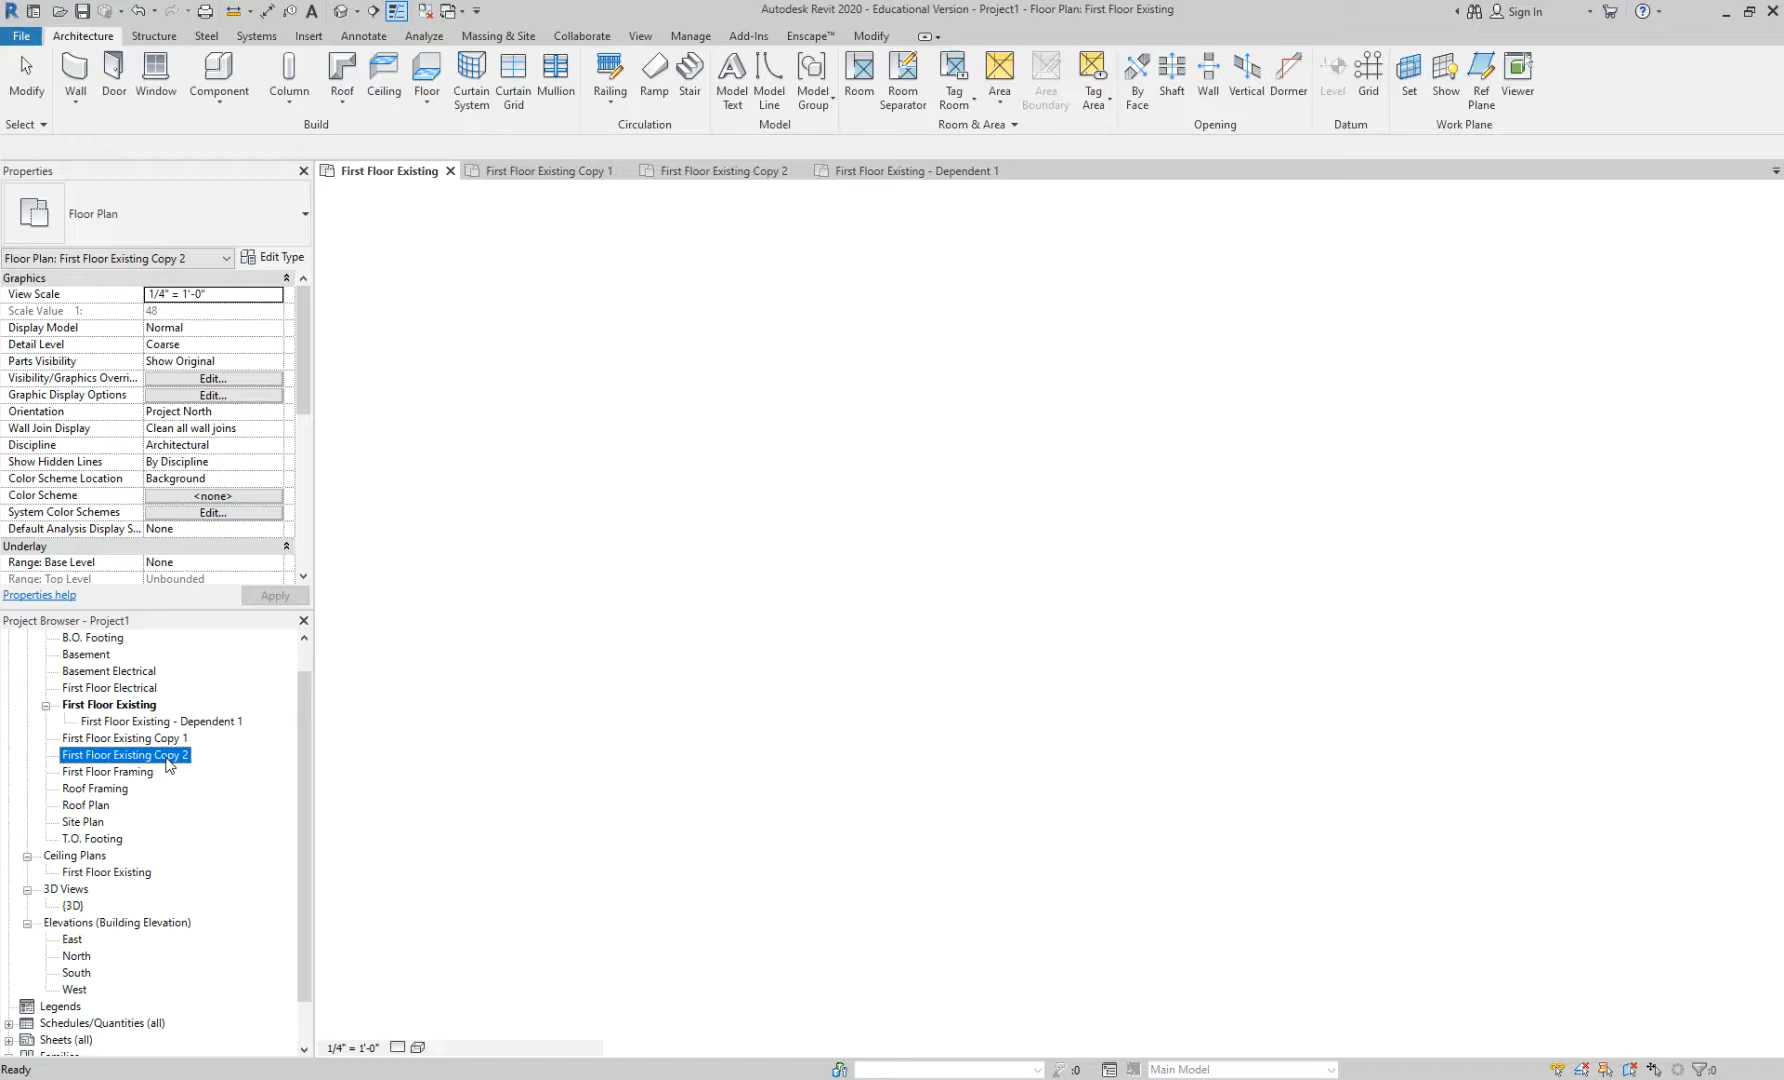 Autodesk Revit 2020 - Educational Version - Project1 - Floor Plan: First Floor Existing
Sign In
File Architecture Structure Steel Systems Insert Annotate Analyze Massing & Site Collaborate View Manage Add-Ins Enscape™ Modify
Modify Wall Door Window Component Column Roof Ceiling Floor Curtain System Curtain Grid Mullion Railing Ramp Stair Model Text Model Line Model Group Room Room Separator Tag Room Area Area Boundary Tag Area By Face Shaft Wall Vertical Dormer Level Grid Set Show Ref Plane Viewer
Select Build Circulation Model Room & Area Opening Datum Work Plane
Properties
First Floor Existing First Floor Existing Copy 1 First Floor Existing Copy 2 First Floor Existing - Dependent 1
Floor Plan
Floor Plan: First Floor Existing Copy 2 Edit Type
Graphics
View Scale 1/4" = 1'-0"
Scale Value 1: 48
Display Model Normal
Detail Level Coarse
Parts Visibility Show Original
Visibility/Graphics Overri... Edit...
Graphic Display Options Edit...
Orientation Project North
Wall Join Display Clean all wall joins
Discipline Architectural
Show Hidden Lines By Discipline
Color Scheme Location Background
Color Scheme <none>
System Color Schemes Edit...
Default Analysis Display S... None
Underlay
Range: Base Level None
Range: Top Level Unbounded
Properties help Apply
Project Browser - Project1
B.O. Footing
Basement
Basement Electrical
First Floor Electrical
First Floor Existing
First Floor Existing - Dependent 1
First Floor Existing Copy 1
First Floor Existing Copy 2
First Floor Framing
Roof Framing
Roof Plan
Site Plan
T.O. Footing
Ceiling Plans
First Floor Existing
3D Views
{3D}
Elevations (Building Elevation)
East
North
South
West
Legends
Schedules/Quantities (all)
Sheets (all)
1/4" = 1'-0"
Ready :0 Main Model :0